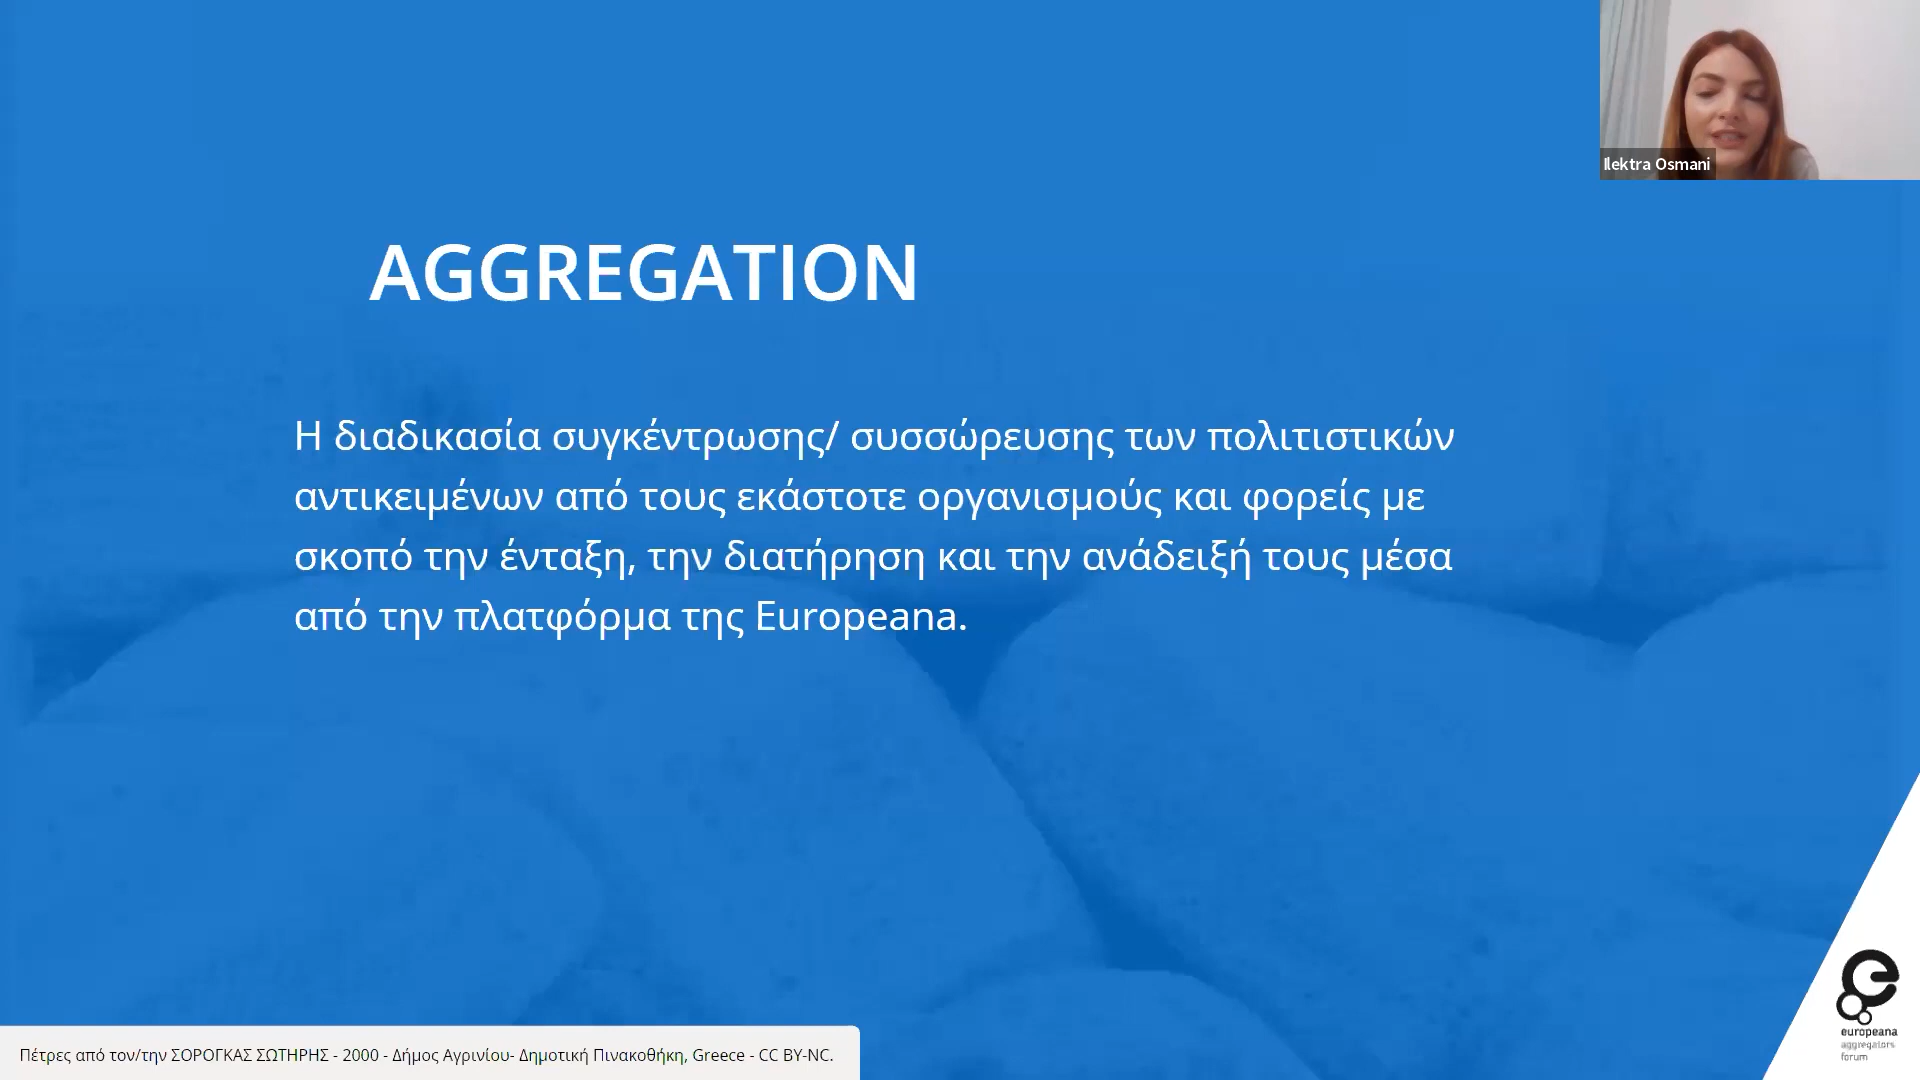 Ilektra Osmani
AGGREGATION
Η διαδικασία συγκέντρωσης/ συσσώρευσης των πολιτιστικών
αντικειμένων από τους εκάστοτε οργανισμούς και φορείς με
σκοπό την ένταξη, την διατήρηση και την ανάδειξή τους μέσα
από την πλατφόρμα της Europeana.
Πέτρες από τον/την ΣΟΡΟΓΚΑΣ ΣΩΤΗΡΗΣ - 2000 - Δήμος Αγρινίου- Δημοτική Πινακοθήκη, Greece - CC BY-NC.
europeana
aggregators
forum